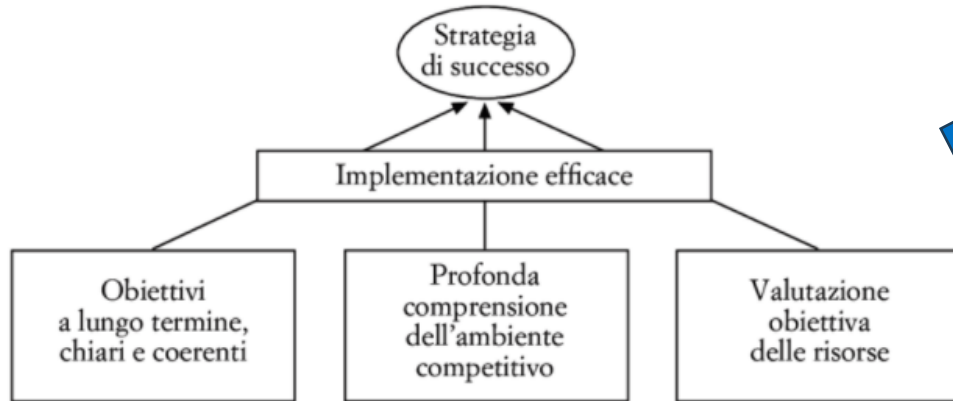 Strategia
di successo
Implementazione efficace
Obiettivi
a lungo termine,
chiari e coerenti
Profonda
comprensione
dell'ambiente
competitivo
Valutazione
obiettiva
delle risorse